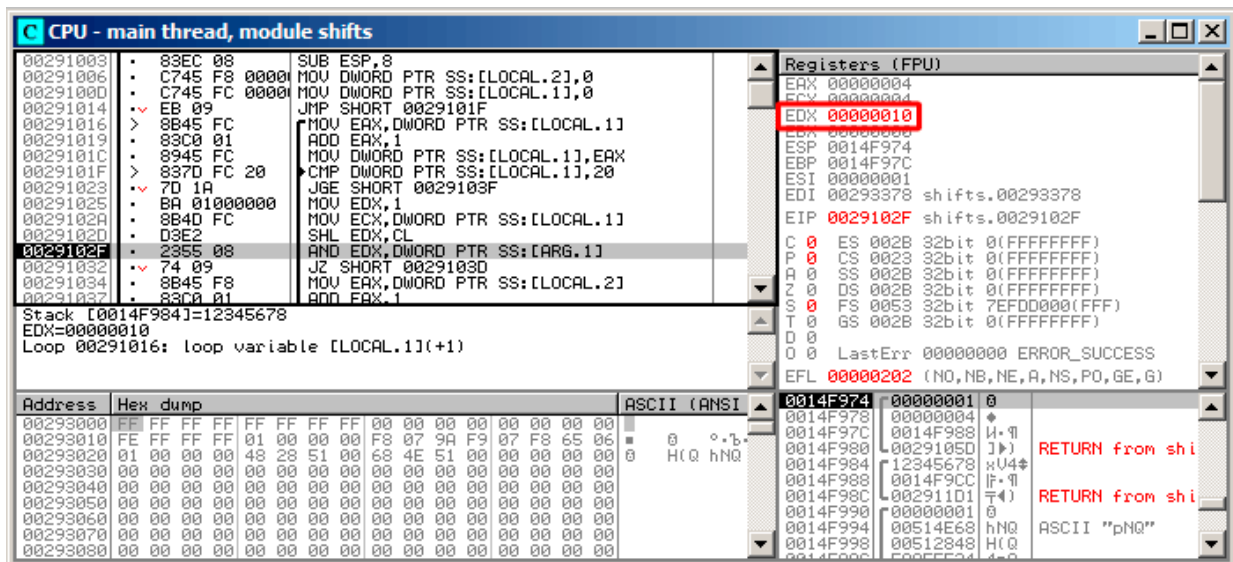 CPU - main thread, module shifts
00291003 · 83EC 08 SUB ESP,8
00291006 · C745 F8 0000 MOV DWORD PTR SS:[LOCAL.2],0
0029100D · C745 FC 0000 MOV DWORD PTR SS:[LOCAL.1],0
00291014 · EB 09 JMP SHORT 0029101F
00291016 > 8B45 FC MOV EAX,DWORD PTR SS:[LOCAL.1]
00291019 · 83C0 01 ADD EAX,1
0029101C · 8945 FC MOV DWORD PTR SS:[LOCAL.1],EAX
0029101F > 837D FC 20 CMP DWORD PTR SS:[LOCAL.1],20
00291023 · 7D 1A JGE SHORT 0029103F
00291025 · BA 01000000 MOV EDX,1
0029102A · 8B4D FC MOV ECX,DWORD PTR SS:[LOCAL.1]
0029102D · D3E2 SHL EDX,CL
0029102F · 2355 08 AND EDX,DWORD PTR SS:[ARG.1]
00291032 · 74 09 JZ SHORT 0029103D
00291034 · 8B45 F8 MOV EAX,DWORD PTR SS:[LOCAL.2]
00291037 · 83C0 01 ADD EAX,1
Stack [0014F984]=12345678
EDX=00000010
Loop 00291016: loop variable [LOCAL.1](+1)
Registers (FPU)
EAX 00000004
ECX 00000004
EDX 00000010
EBX 00000000
ESP 0014F974
EBP 0014F97C
ESI 00000001
EDI 00293378 shifts.00293378
EIP 0029102F shifts.0029102F
C 0 ES 002B 32bit 0(FFFFFFFF)
P 0 CS 0023 32bit 0(FFFFFFFF)
A 0 SS 002B 32bit 0(FFFFFFFF)
Z 0 DS 002B 32bit 0(FFFFFFFF)
S 0 FS 0053 32bit 7EFDD000(FFF)
T 0 GS 002B 32bit 0(FFFFFFFF)
D 0
O 0 LastErr 00000000 ERROR_SUCCESS
EFL 00000202 (NO,NB,NE,A,NS,PO,GE,G)
Address Hex dump ASCII (ANSI
00293000 FF FF FF FF FF FF FF FF 00 00 00 00 00 00 00 00
00293010 FE FF FF FF 01 00 00 00 F8 07 9A F9 07 F8 65 06
00293020 01 00 00 00 48 28 51 00 68 4E 51 00 00 00 00 00 H(Q hNQ
00293030 00 00 00 00 00 00 00 00 00 00 00 00 00 00 00 00
00293040 00 00 00 00 00 00 00 00 00 00 00 00 00 00 00 00
00293050 00 00 00 00 00 00 00 00 00 00 00 00 00 00 00 00
00293060 00 00 00 00 00 00 00 00 00 00 00 00 00 00 00 00
00293070 00 00 00 00 00 00 00 00 00 00 00 00 00 00 00 00
00293080 00 00 00 00 00 00 00 00 00 00 00 00 00 00 00 00
0014F974 00000001
0014F978 00000004 ♦
0014F97C 0014F988
0014F980 0029105D RETURN from shi
0014F984 12345678 xV4‡
0014F988 0014F9CC
0014F98C 002911D1 RETURN from shi
0014F990 00000001
0014F994 00514E68 hNQ ASCII "pNQ"
0014F998 00512848 H(Q